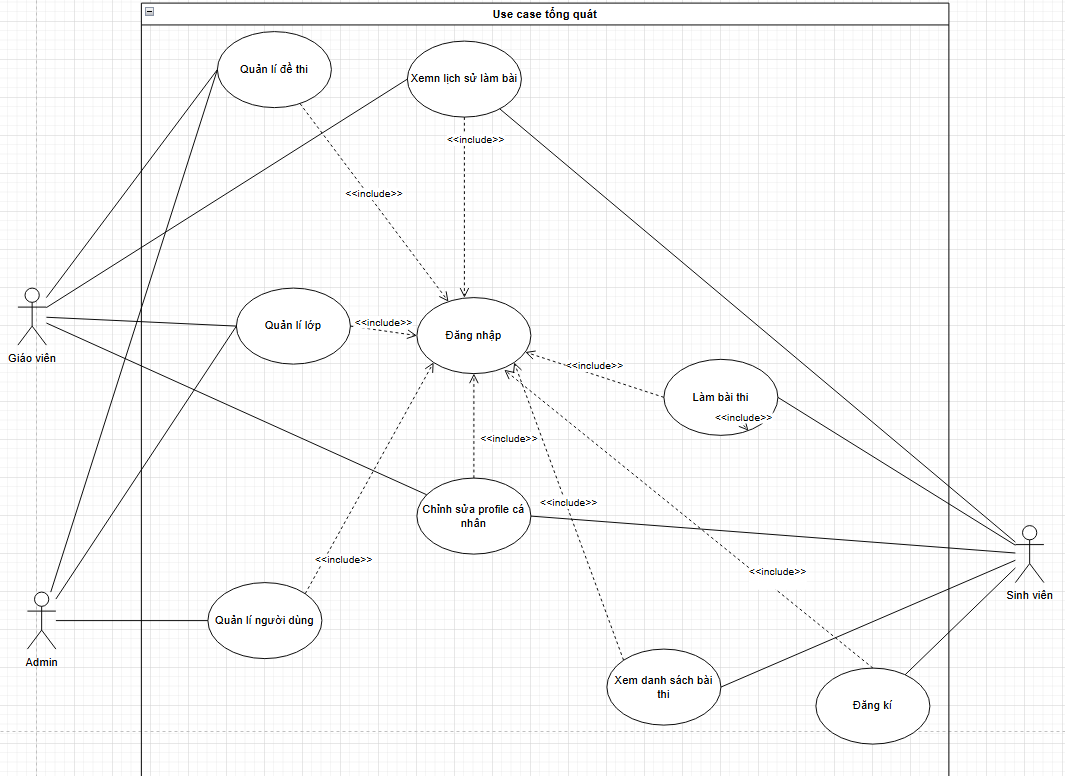 Use case tổng quát
Quản lí đề thi
Xemn lịch sử làm bài
<<include>>
<<include>>
Giáo viên
Quản lí lớp
<<include>>
Đăng nhập
<<include>>
Làm bài thi
<<include>>
<<include>>
Chỉnh sửa profile cá
nhân
<<include>>
<<include>>
<<include>>
Sinh viên
Admin
Quản lí người dùng
Xem danh sách bài
thi
Đăng kí